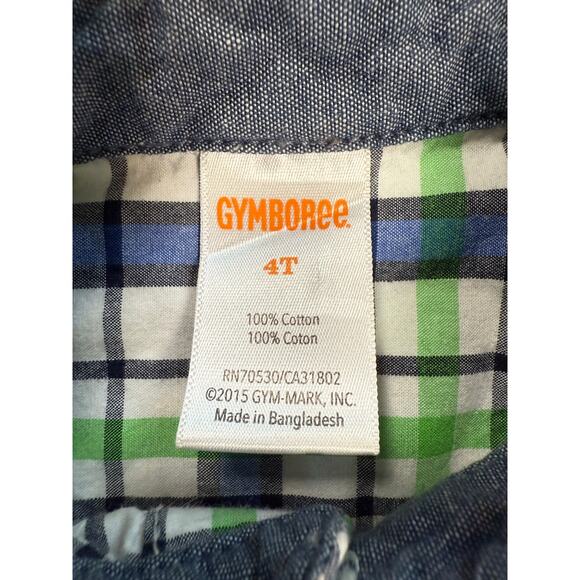 GYMBOREE
4T
100% Cotton
100% Coton
RN70530/CA31802
©2015 GYM-MARK, INC.
Made in Bangladesh